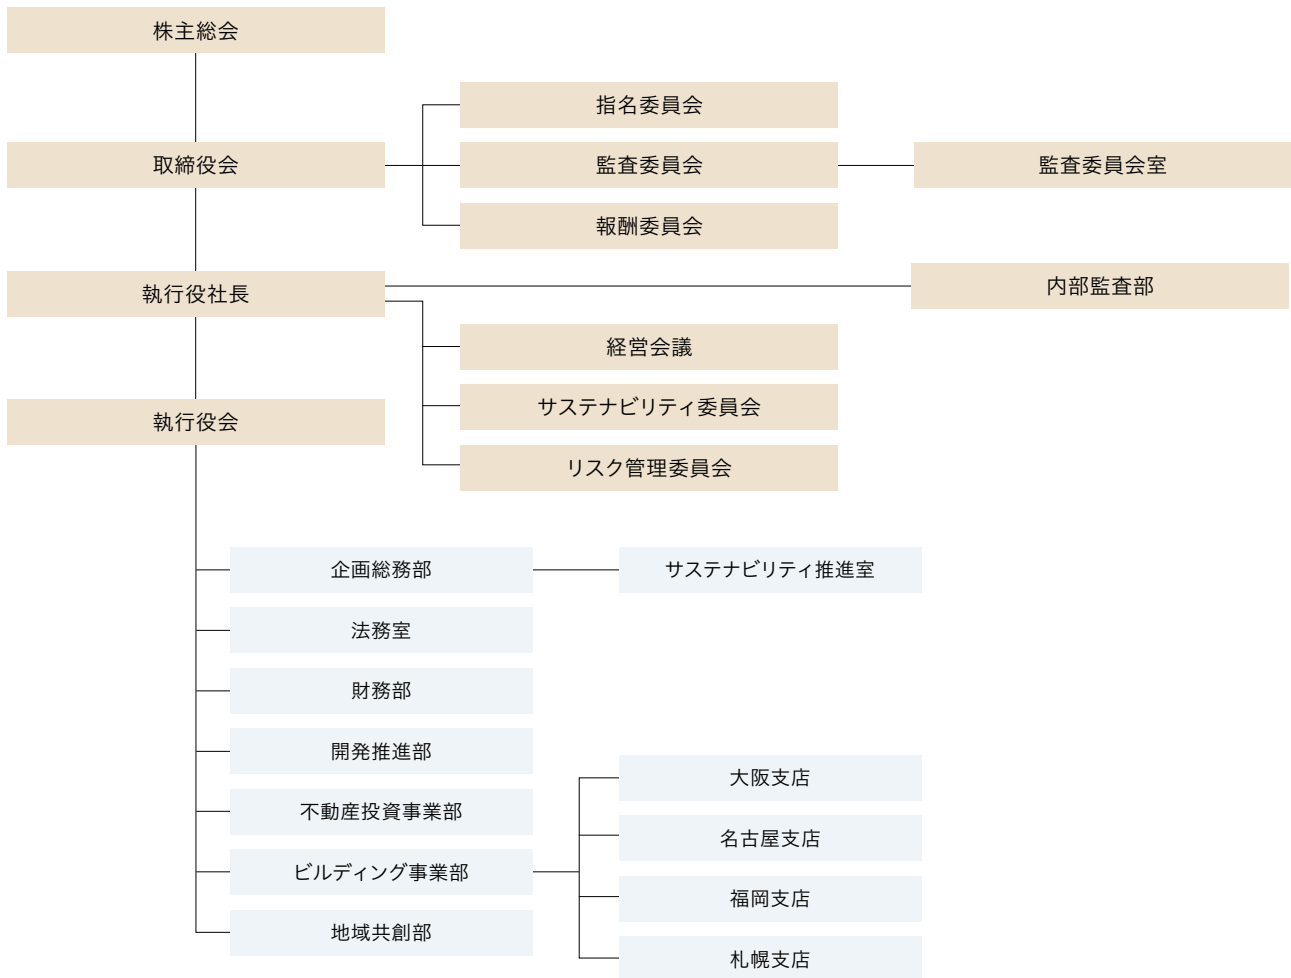 株主総会
指名委員会
取締役会
監査委員会
監査委員会室
報酬委員会
執行役社長
内部監査部
経営会議
サステナビリティ委員会
執行役会
リスク管理委員会
企画総務部
サステナビリティ推進室
法務室
財務部
開発推進部
不動産投資事業部
ビルディング事業部
地域共創部
大阪支店
名古屋支店
福岡支店
札幌支店